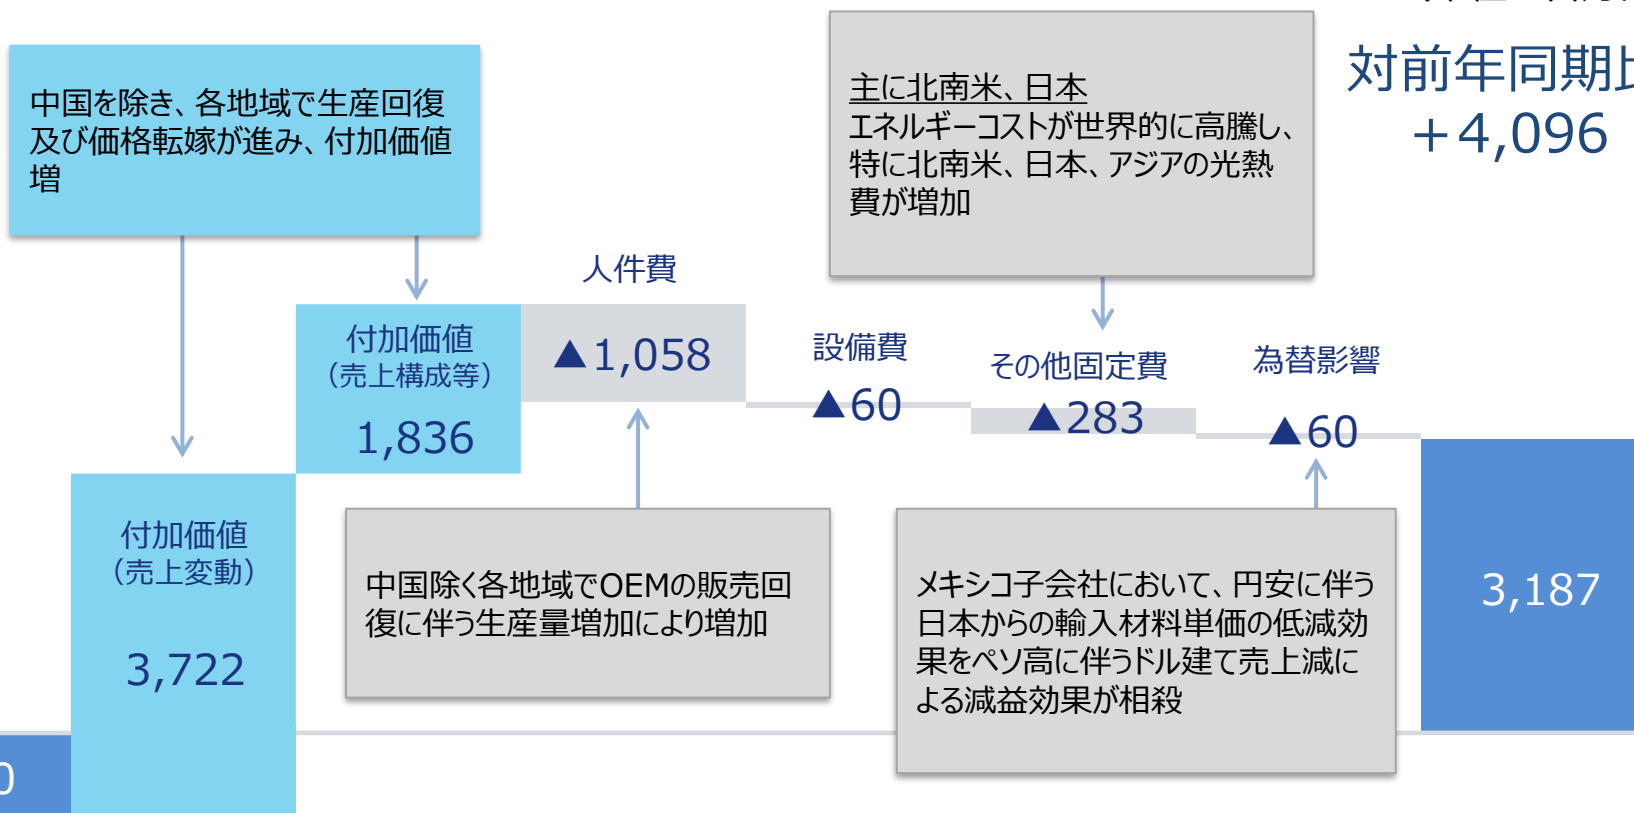 対前年同期比
+4,096
中国を除き、各地域で生産回復
及び価格転嫁が進み、付加価値
増
主に北南米、日本
エネルギーコストが世界的に高騰し、
特に北南米、日本、アジアの光熱
費が増加
人件費
▲1,058
付加価値
(売上構成等)
1,836
設備費
▲60
その他固定費
▲283
為替影響
▲60
付加価値
(売上変動)
3,722
中国除く各地域でOEMの販売回
復に伴う生産量増加により増加
メキシコ子会社において、円安に伴う
日本からの輸入材料単価の低減効
果をペソ高に伴うドル建て売上減に
よる減益効果が相殺
3,187
0